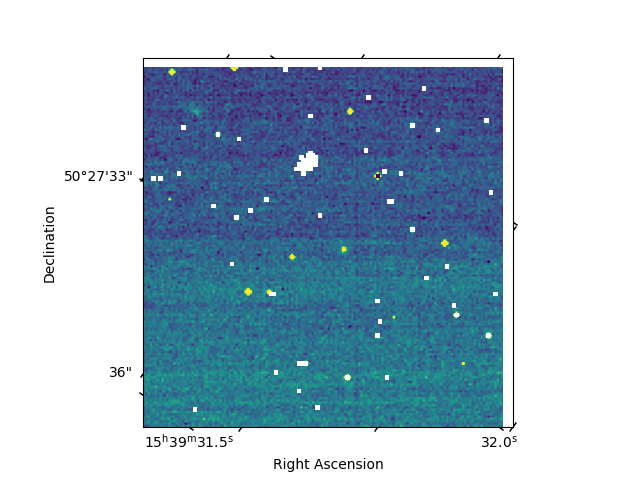 50°27'33"
Declination
36"
15ʰ39ᵐ31.5ˢ
32.0ˢ
Right Ascension